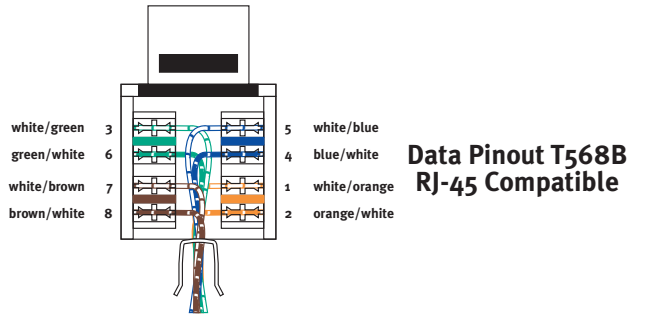 white/green 3 5 white/blue
green/white 6 4 blue/white
white/brown 7 1 white/orange
brown/white 8 2 orange/white
Data Pinout T568B
RJ-45 Compatible